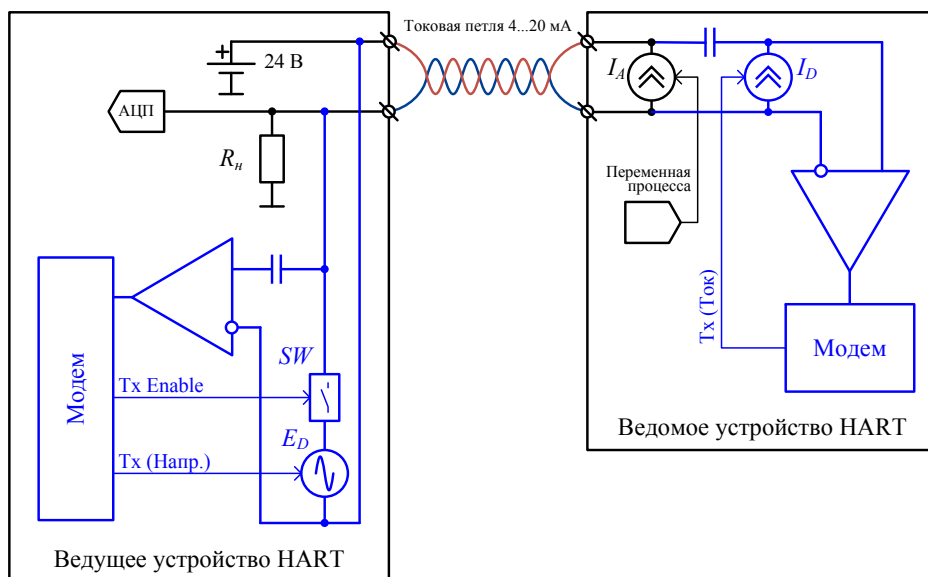 Токовая петля 4...20 мА
+
24 В
АЦП
Rн
IA
ID
Переменная
процесса
Tx (Ток)
Модем
Модем
SW
Tx Enable
ED
Tx (Напр.)
Ведомое устройство HART
Ведущее устройство HART